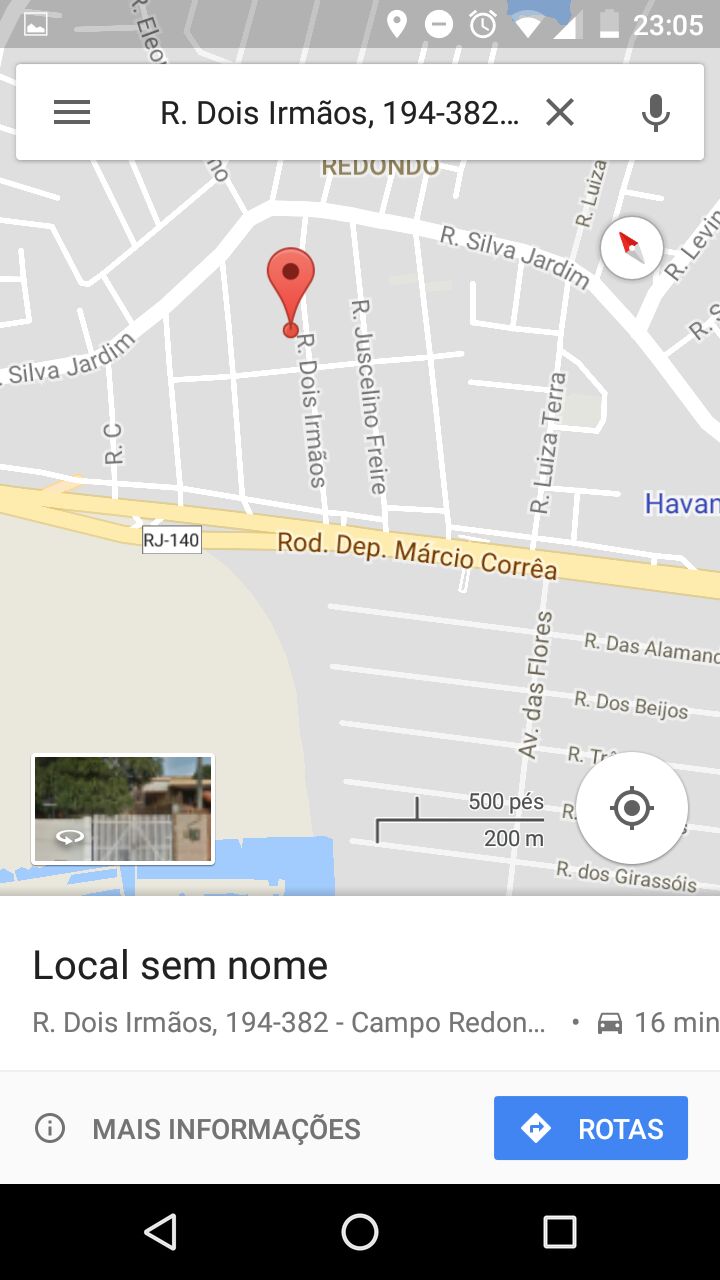 23:05
R. Dois Irmãos, 194-382...
REDONDO
R. Luiza
R. Silva Jardim
R. Levin
R. S
Silva Jardim
R. Dois Irmãos
R. Juscelino Freire
R. C
R. Luiza Terra
Havan
RJ-140
Rod. Dep. Márcio Corrêa
Av. das Flores
R. Das Alamand
R. Dos Beijos
R. Tr
R.
500 pés
200 m
R. dos Girassóis
Local sem nome
R. Dois Irmãos, 194-382 - Campo Redon... • 16 min
MAIS INFORMAÇÕES
ROTAS